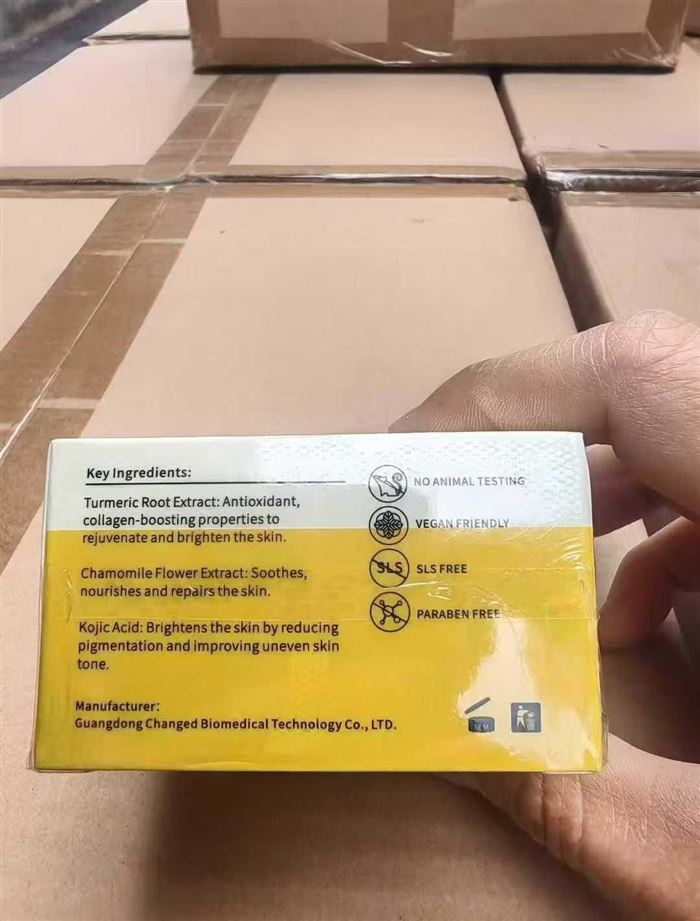 Key Ingredients:
Turmeric Root Extract: Antioxidant,
collagen-boosting properties to
rejuvenate and brighten the skin.
Chamomile Flower Extract: Soothes,
nourishes and repairs the skin.
Kojic Acid: Brightens the skin by reducing
pigmentation and improving uneven skin
tone.
Manufacturer:
Guangdong Changed Biomedical Technology Co., LTD.
NO ANIMAL TESTING
VEGAN FRIENDLY
SLS
SLS FREE
PARABEN FREE